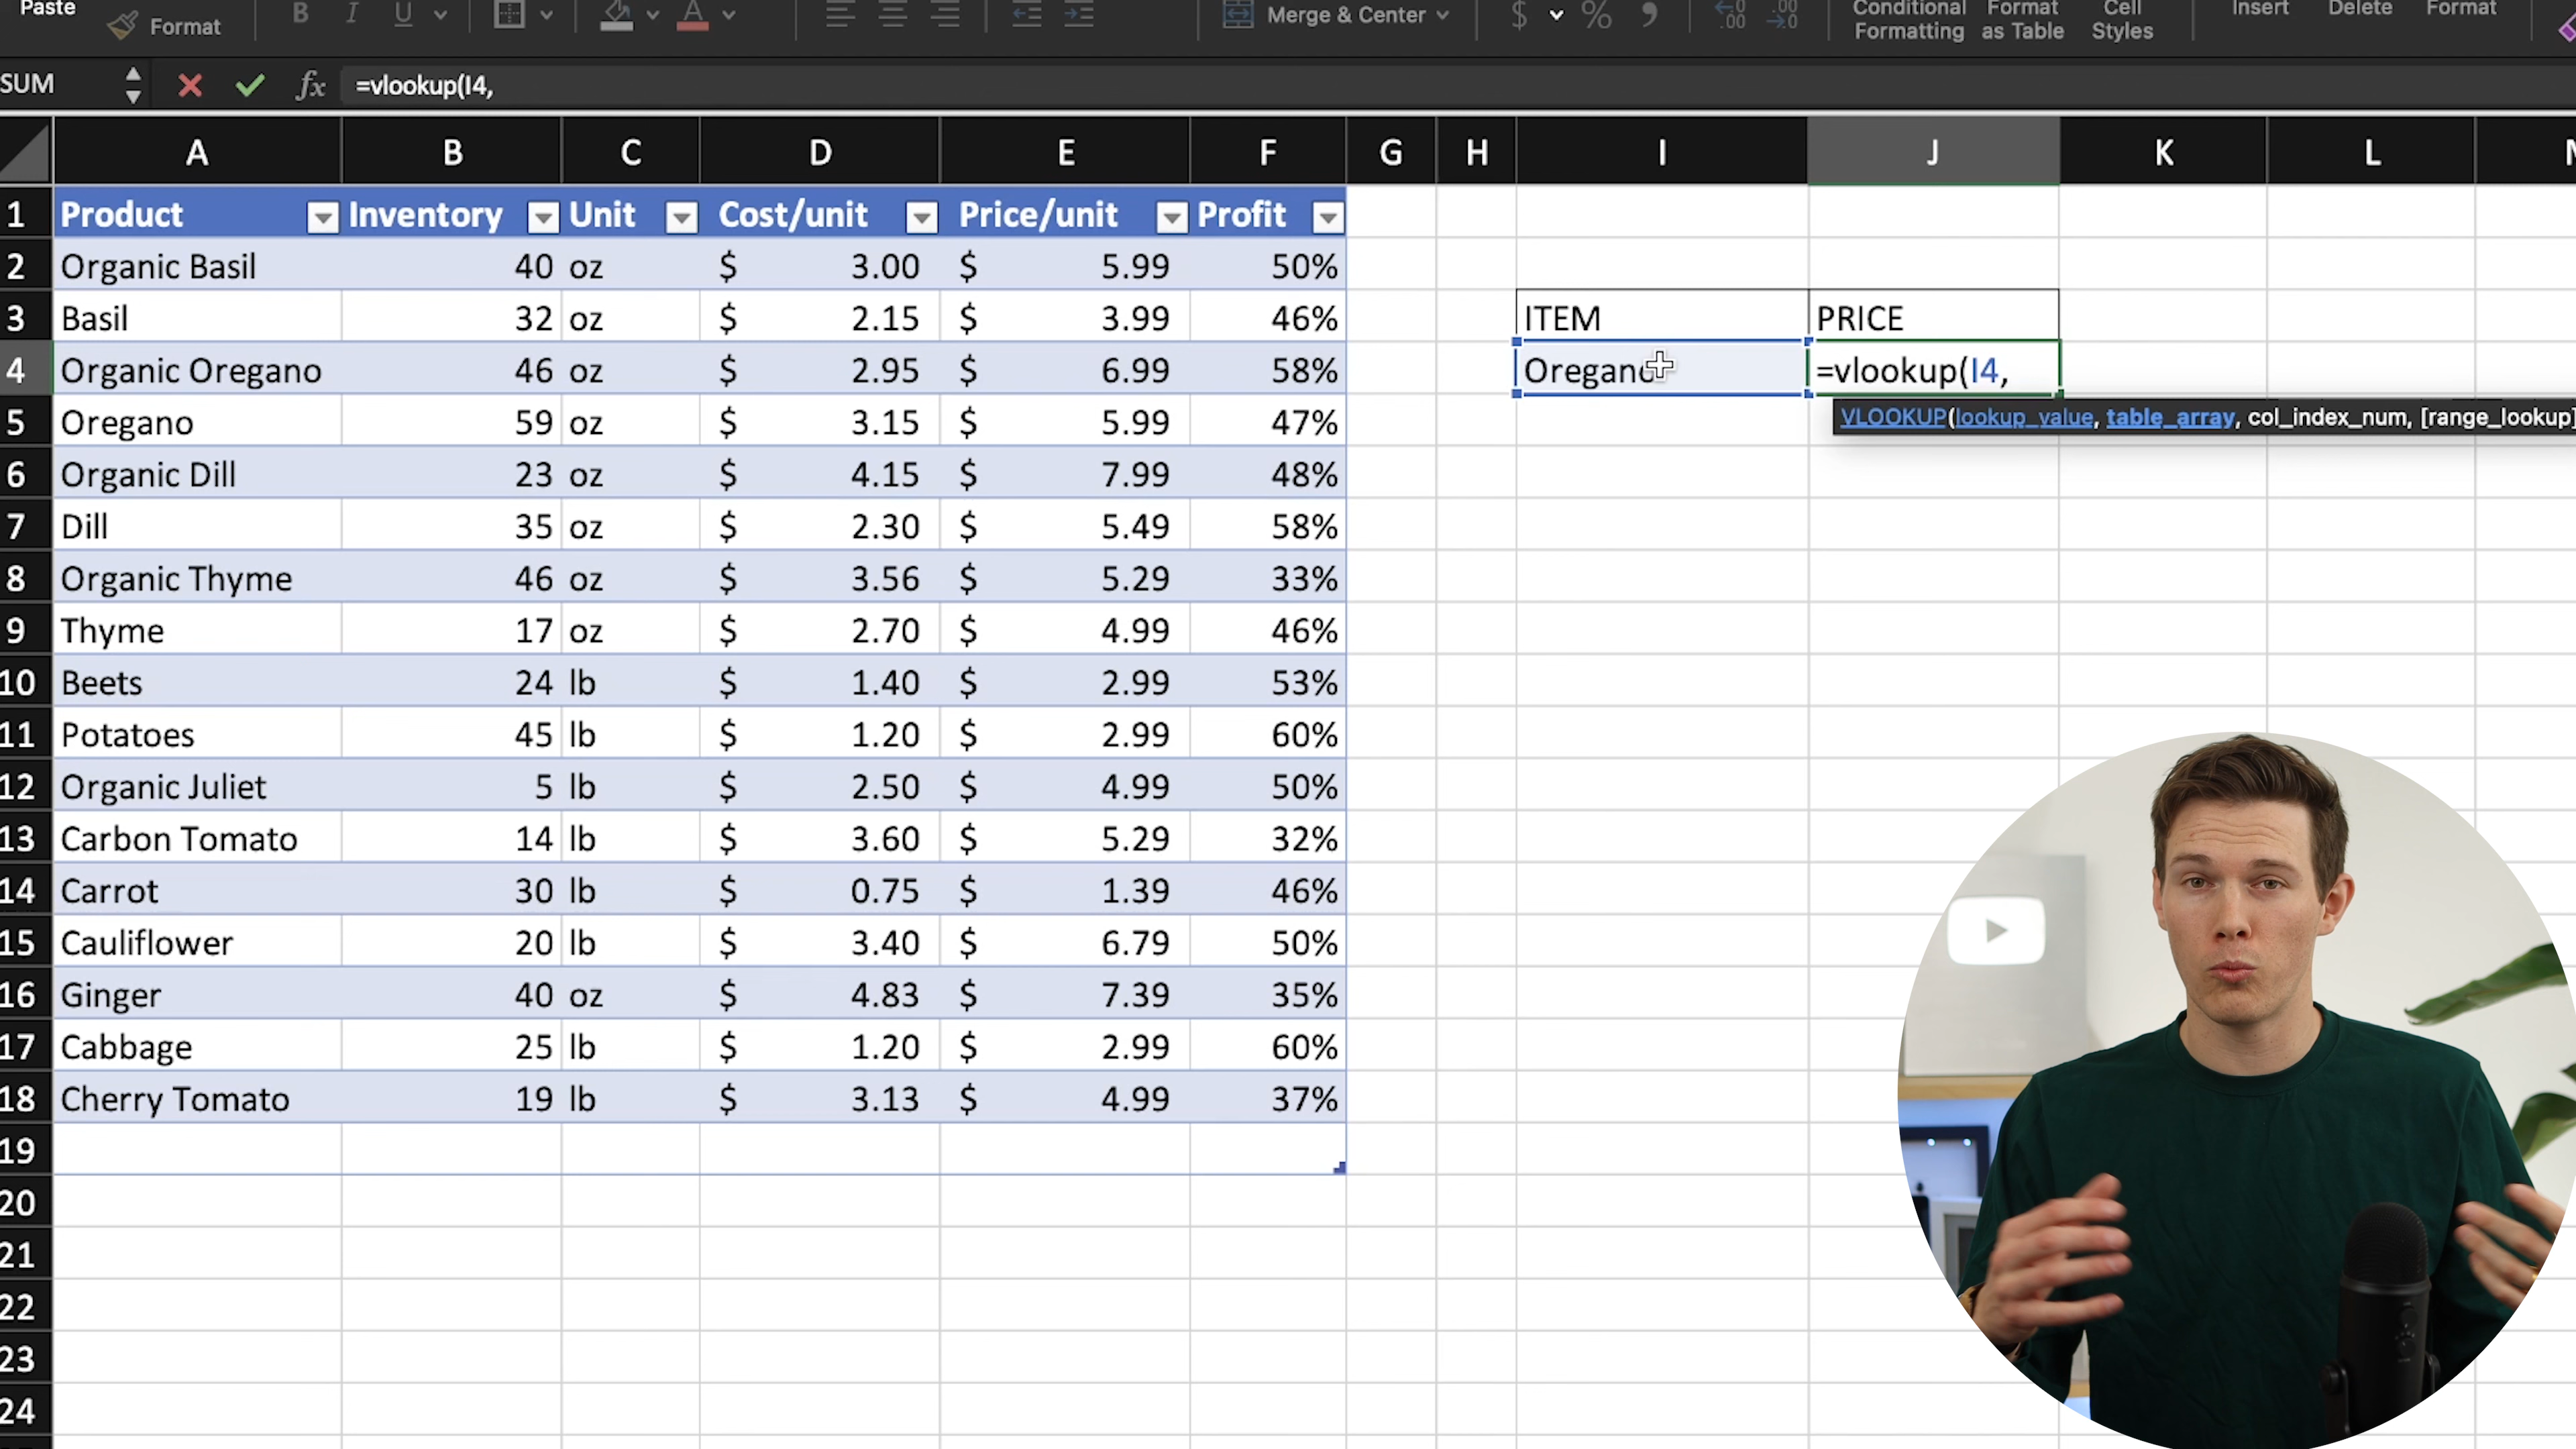 Paste
Format
B I U
A
Merge & Center
$ % 9
Conditional Formatting
Format as Table
Cell Styles
Insert Delete Format
SUM fx =vlookup(I4,
A B C D E F G H I J K L
1 Product Inventory Unit Cost/unit Price/unit Profit
2 Organic Basil 40 oz $ 3.00 $ 5.99 50%
3 Basil 32 oz $ 2.15 $ 3.99 46% ITEM PRICE
4 Organic Oregano 46 oz $ 2.95 $ 6.99 58% Oregano =vlookup(I4,
VLOOKUP(lookup_value, table_array, col_index_num, [range_lookup]
5 Oregano 59 oz $ 3.15 $ 5.99 47%
6 Organic Dill 23 oz $ 4.15 $ 7.99 48%
7 Dill 35 oz $ 2.30 $ 5.49 58%
8 Organic Thyme 46 oz $ 3.56 $ 5.29 33%
9 Thyme 17 oz $ 2.70 $ 4.99 46%
10 Beets 24 lb $ 1.40 $ 2.99 53%
11 Potatoes 45 lb $ 1.20 $ 2.99 60%
12 Organic Juliet 5 lb $ 2.50 $ 4.99 50%
13 Carbon Tomato 14 lb $ 3.60 $ 5.29 32%
14 Carrot 30 lb $ 0.75 $ 1.39 46%
15 Cauliflower 20 lb $ 3.40 $ 6.79 50%
16 Ginger 40 oz $ 4.83 $ 7.39 35%
17 Cabbage 25 lb $ 1.20 $ 2.99 60%
18 Cherry Tomato 19 lb $ 3.13 $ 4.99 37%
19
20
21
22
23
24